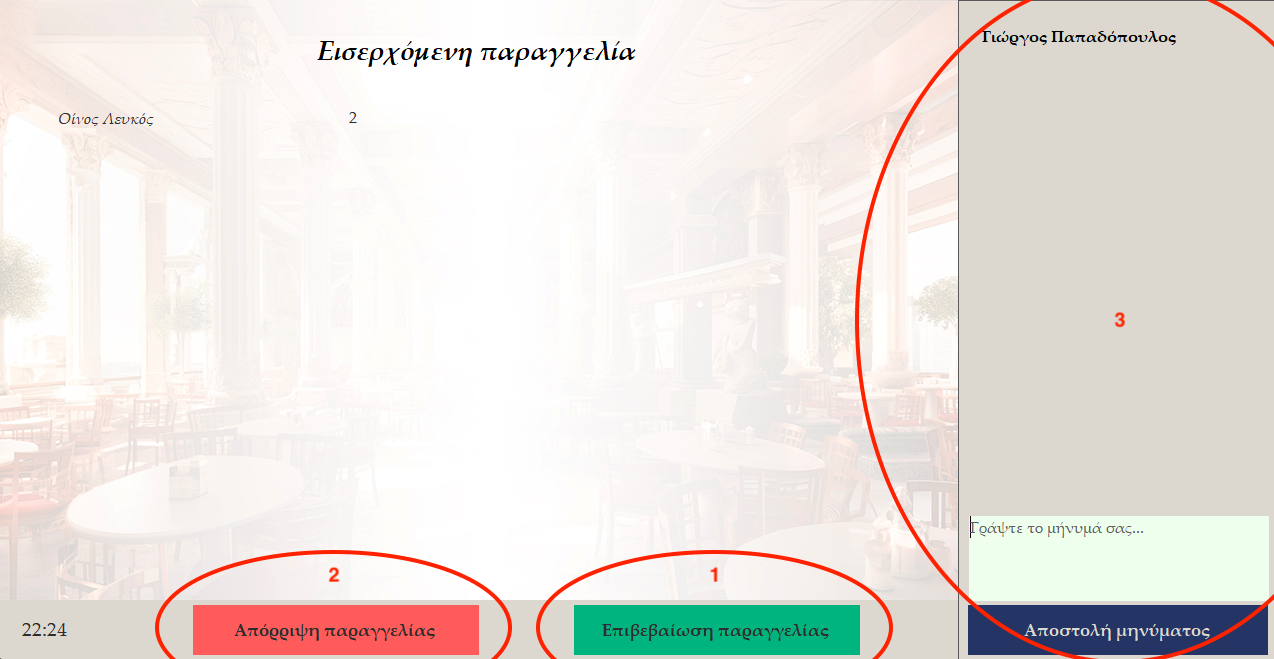 Εισερχόμενη παραγγελία
Οίνος Λευκός 2
2
1
22:24
Απόρριψη παραγγελίας
Επιβεβαίωση παραγγελίας
Γιώργος Παπαδόπουλος
3
Γράψτε το μήνυμά σας...
Αποστολή μηνύματος